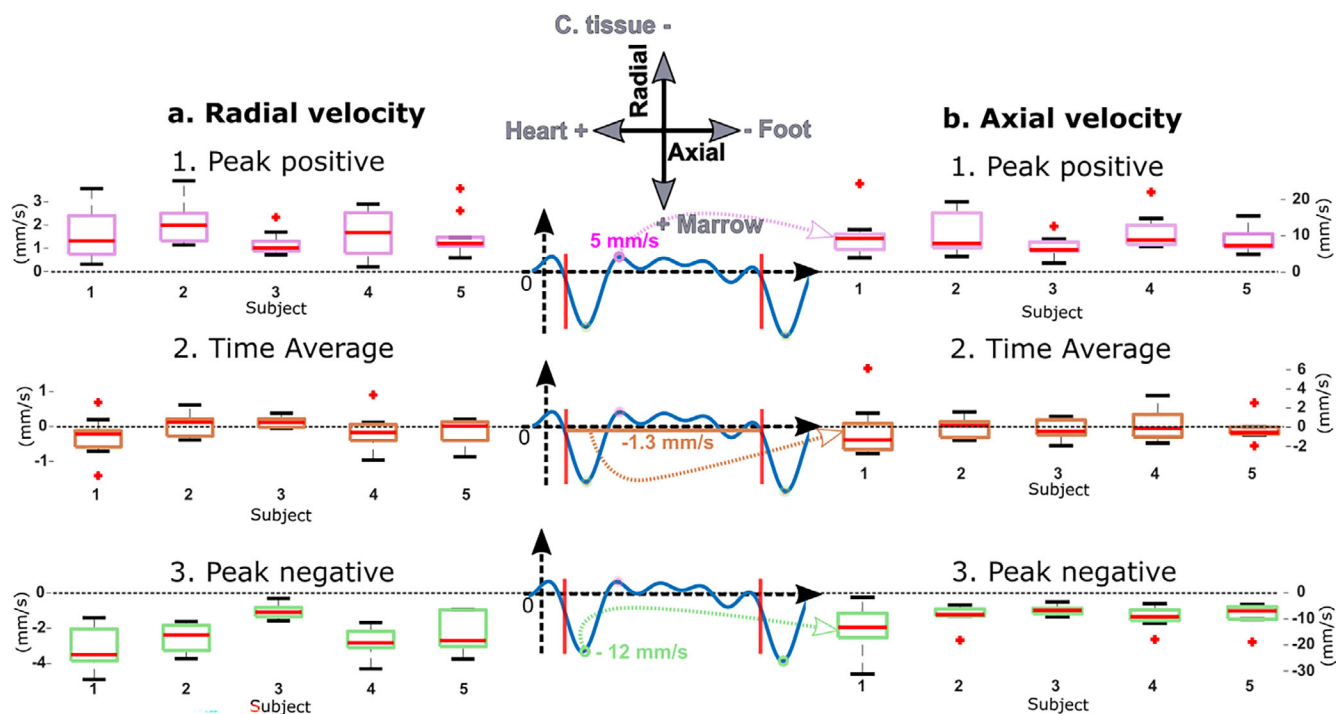 C. tissue -
Radial
Heart +
- Foot
Axial
+ Marrow
a. Radial velocity
b. Axial velocity
1. Peak positive
1. Peak positive
(mm/s)
3
2
1
0
1
2
3
4
5
Subject
5 mm/s
0
(mm/s)
20
10
0
1
2
3
4
5
Subject
2. Time Average
2. Time Average
(mm/s)
1
0
-1
1
2
3
4
5
Subject
0
-1.3 mm/s
(mm/s)
6
4
2
0
-2
1
2
3
4
5
Subject
3. Peak negative
3. Peak negative
(mm/s)
0
-2
-4
1
2
3
4
5
Subject
0
- 12 mm/s
(mm/s)
0
-10
-20
-30
1
2
3
4
5
Subject